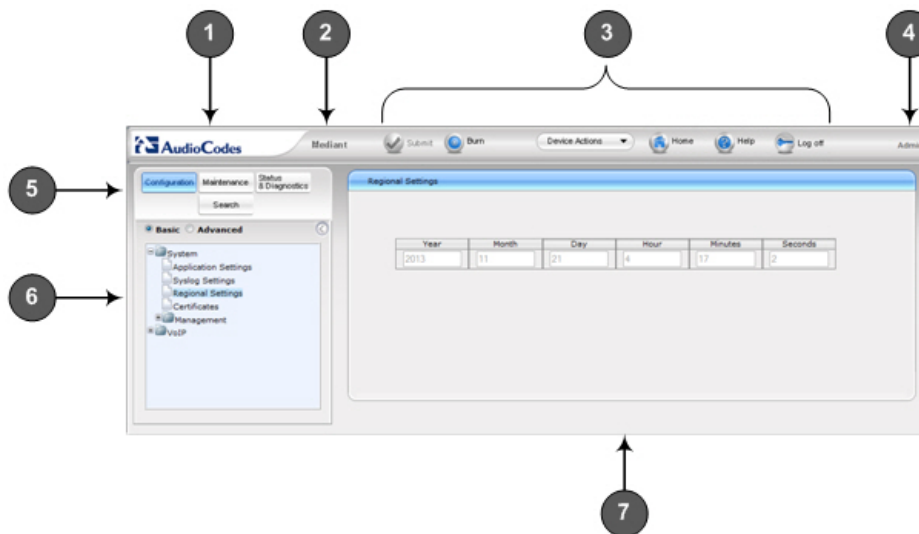 1
2
3
4
AudioCodes
Mediant
Submit
Burn
Device Actions
Home
Help
Log off
Admin
5
Configuration
Maintenance
Status
& Diagnostics
Search
Regional Settings
Basic
Advanced
Year
Month
Day
Hour
Minutes
Seconds
2013
11
21
4
17
2
6
System
Application Settings
Syslog Settings
Regional Settings
Certificates
Management
VoIP
7